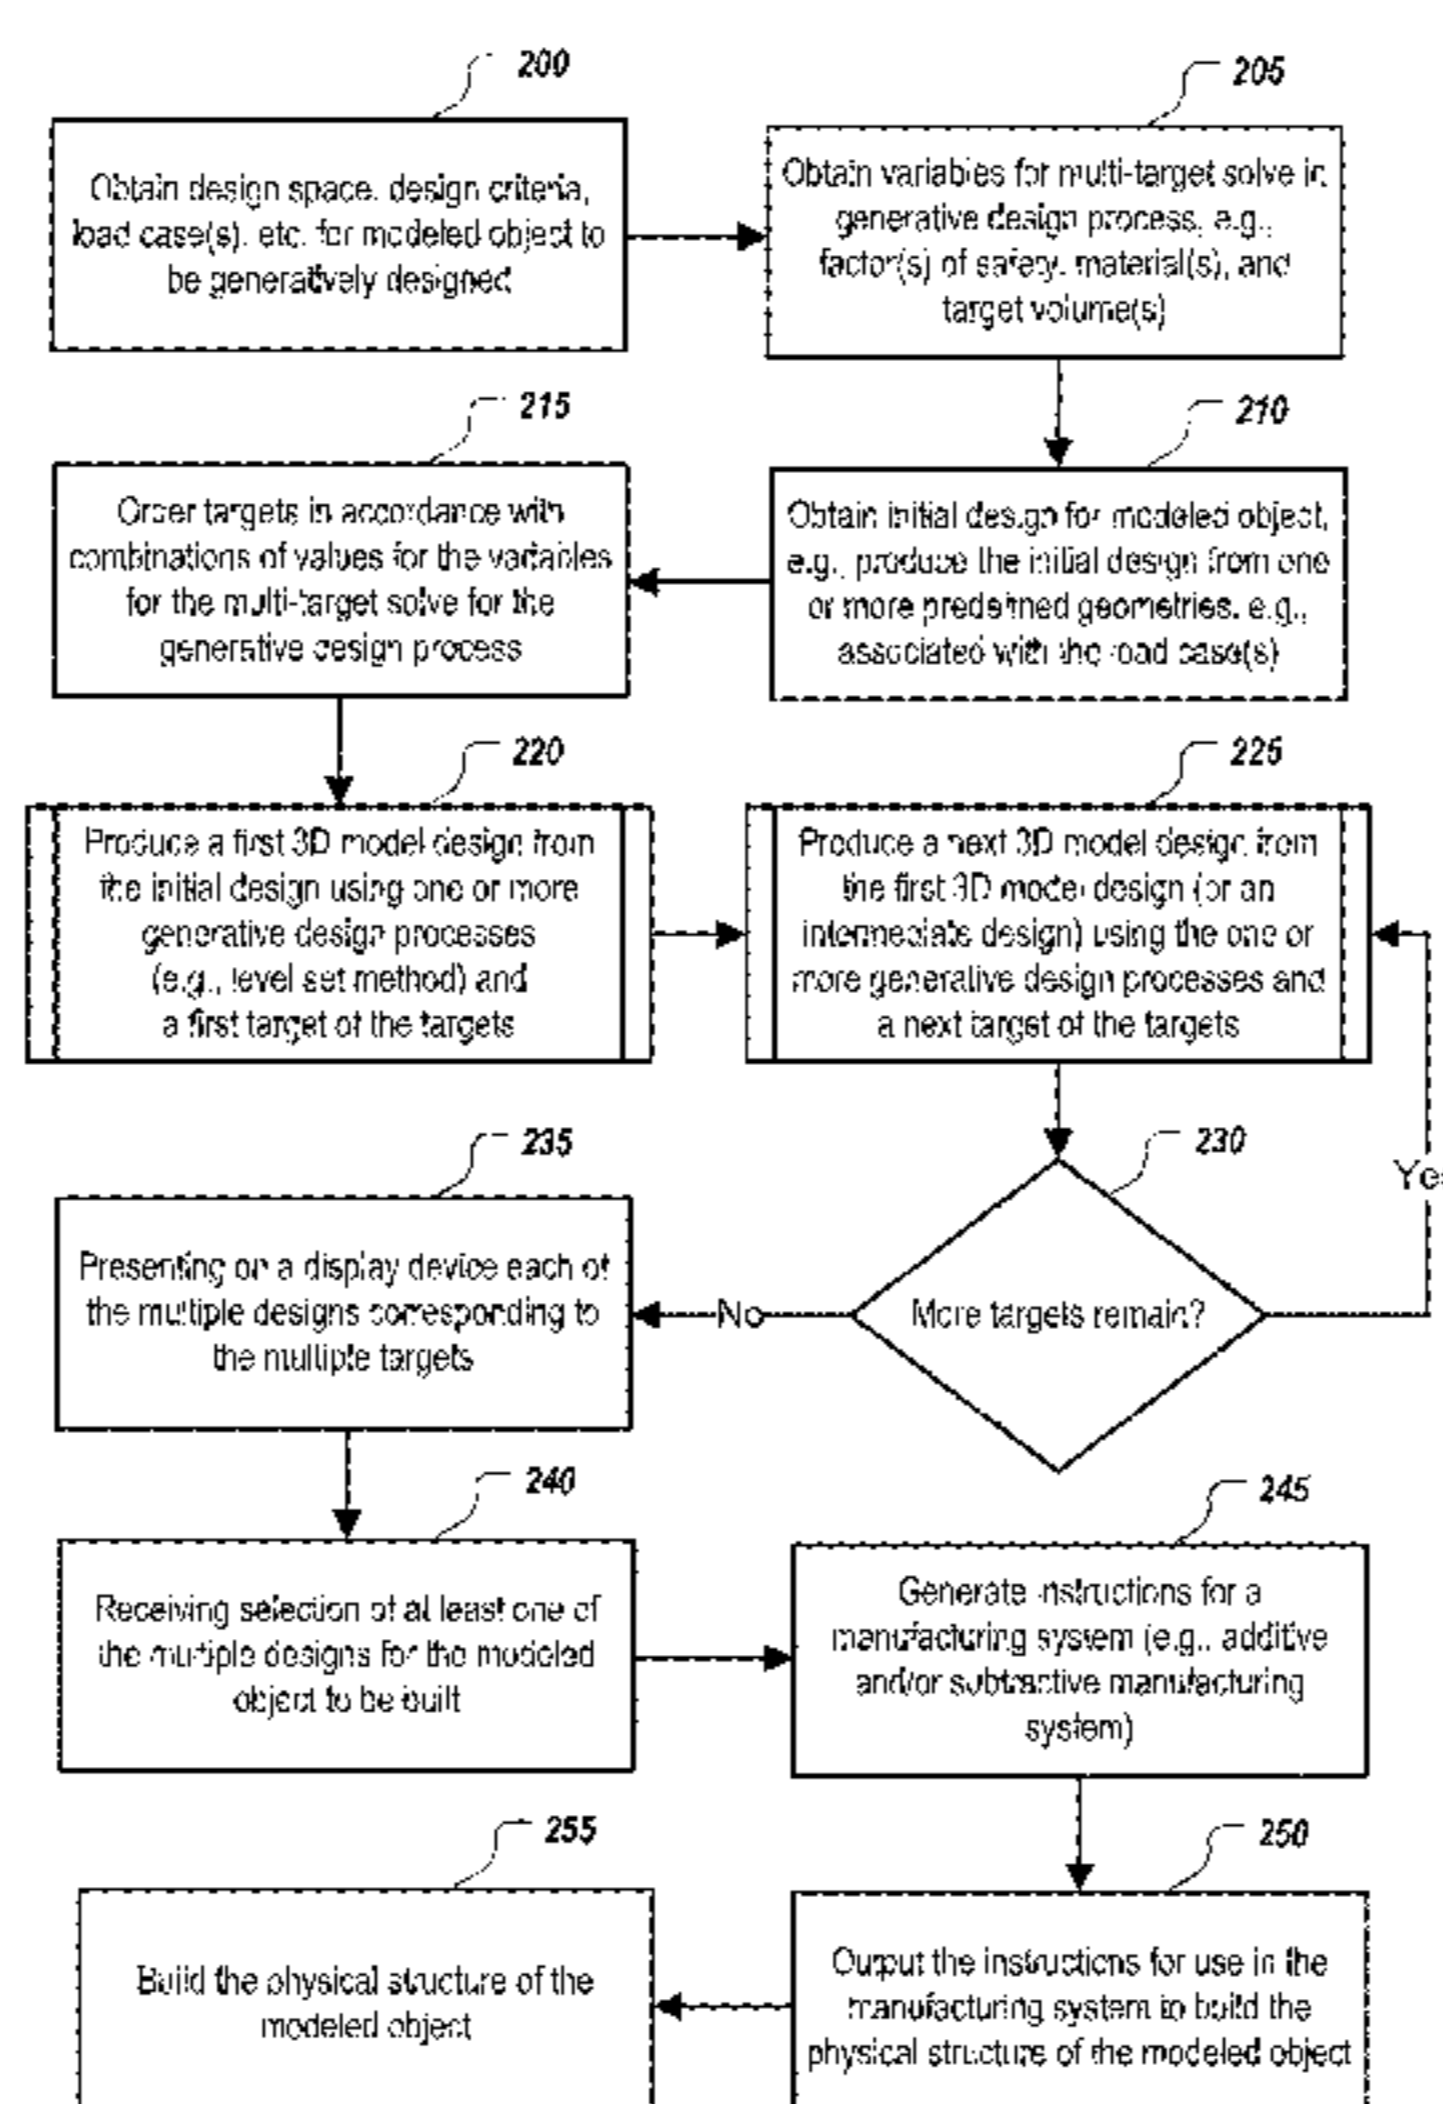 200
Obtain design space, design criteria,
load case(s), etc. for modeled object to
be generatively designed
205
Obtain variables for multi-target solve in
generative design process, e.g.,
factor(s) of safety, material(s), and
target volume(s)
215
Order targets in accordance with
combinations of values for the variables
for the multi-target solve for the
generative design process
210
Obtain initial design for modeled object,
e.g., produce the initial design from one
or more predefined geometries, e.g.,
associated with the load case(s)
220
Produce a first 3D model design from
the initial design using one or more
generative design processes
(e.g., level set method) and
a first target of the targets
225
Produce a next 3D model design from
the first 3D model design (or an
intermediate design) using the one or
more generative design processes and
a next target of the targets
235
Presenting on a display device each of
the multiple designs corresponding to
the multiple targets
230
More targets remain?
No
Yes
240
Receiving selection of at least one of
the multiple designs for the modeled
object to be built
245
Generate instructions for a
manufacturing system (e.g., additive
and/or subtractive manufacturing
system)
255
Build the physical structure of the
modeled object
250
Output the instructions for use in the
manufacturing system to build the
physical structure of the modeled object